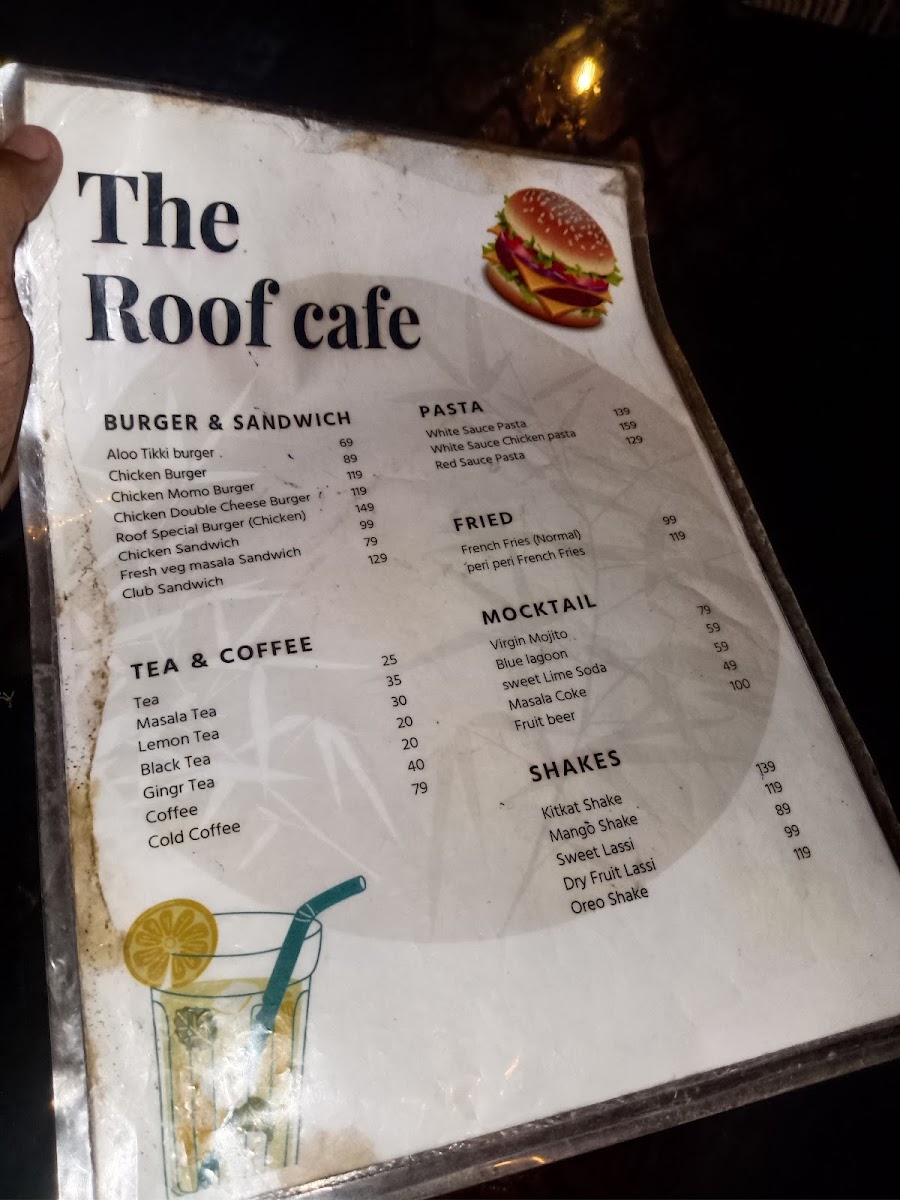 The
Roof cafe
BURGER & SANDWICH
Aloo Tikki burger 69
Chicken Burger 89
Chicken Momo Burger 119
Chicken Double Cheese Burger 119
Roof Special Burger (Chicken) 149
Chicken Sandwich 99
Fresh veg masala Sandwich 79
Club Sandwich 129
TEA & COFFEE
Tea 25
Masala Tea 35
Lemon Tea 30
Black Tea 20
Gingr Tea 20
Coffee 40
Cold Coffee 79
PASTA
White Sauce Pasta 139
White Sauce Chicken pasta 159
Red Sauce Pasta 129
FRIED
French Fries (Normal) 99
peri peri French Fries 119
MOCKTAIL
Virgin Mojito 79
Blue lagoon 59
sweet Lime Soda 59
Masala Coke 49
Fruit beer 100
SHAKES
Kitkat Shake 139
Mango Shake 119
Sweet Lassi 89
Dry Fruit Lassi 99
Oreo Shake 119